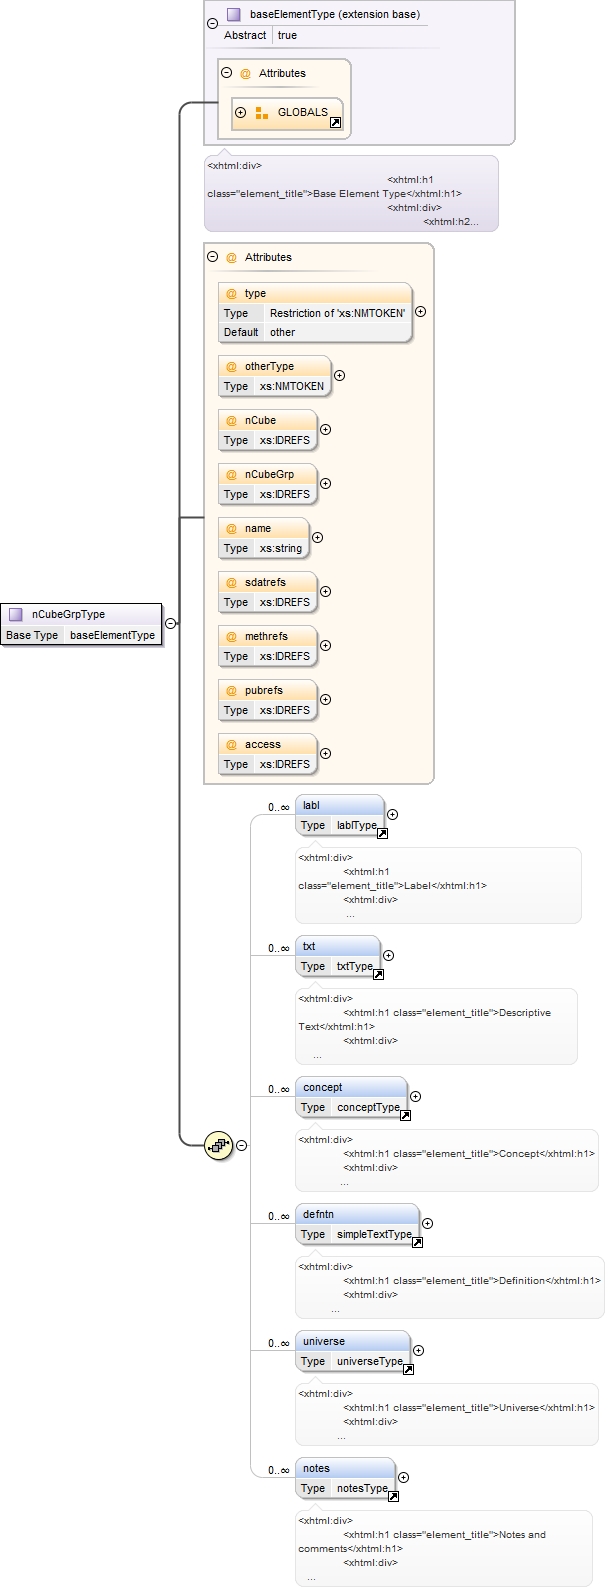 baseElementType (extension base)
Abstract true
@ Attributes
GLOBALS
<xhtml:div>
<xhtml:h1
class="element_title">Base Element Type</xhtml:h1>
<xhtml:div>
<xhtml:h2...
@ Attributes
@ type
Type Restriction of 'xs:NMTOKEN'
Default other
@ otherType
Type xs:NMTOKEN
@ nCube
Type xs:IDREFS
@ nCubeGrp
Type xs:IDREFS
@ name
Type xs:string
@ sdatrefs
Type xs:IDREFS
nCubeGrpType
Base Type baseElementType
@ methrefs
Type xs:IDREFS
@ pubrefs
Type xs:IDREFS
@ access
Type xs:IDREFS
0..∞ labl
Type lablType
<xhtml:div>
<xhtml:h1
class="element_title">Label</xhtml:h1>
<xhtml:div>
...
0..∞ txt
Type txtType
<xhtml:div>
<xhtml:h1 class="element_title">Descriptive
Text</xhtml:h1>
<xhtml:div>
...
0..∞ concept
Type conceptType
<xhtml:div>
<xhtml:h1 class="element_title">Concept</xhtml:h1>
<xhtml:div>
...
0..∞ defntn
Type simpleTextType
<xhtml:div>
<xhtml:h1 class="element_title">Definition</xhtml:h1>
<xhtml:div>
...
0..∞ universe
Type universeType
<xhtml:div>
<xhtml:h1 class="element_title">Universe</xhtml:h1>
<xhtml:div>
...
0..∞ notes
Type notesType
<xhtml:div>
<xhtml:h1 class="element_title">Notes and
comments</xhtml:h1>
<xhtml:div>
...